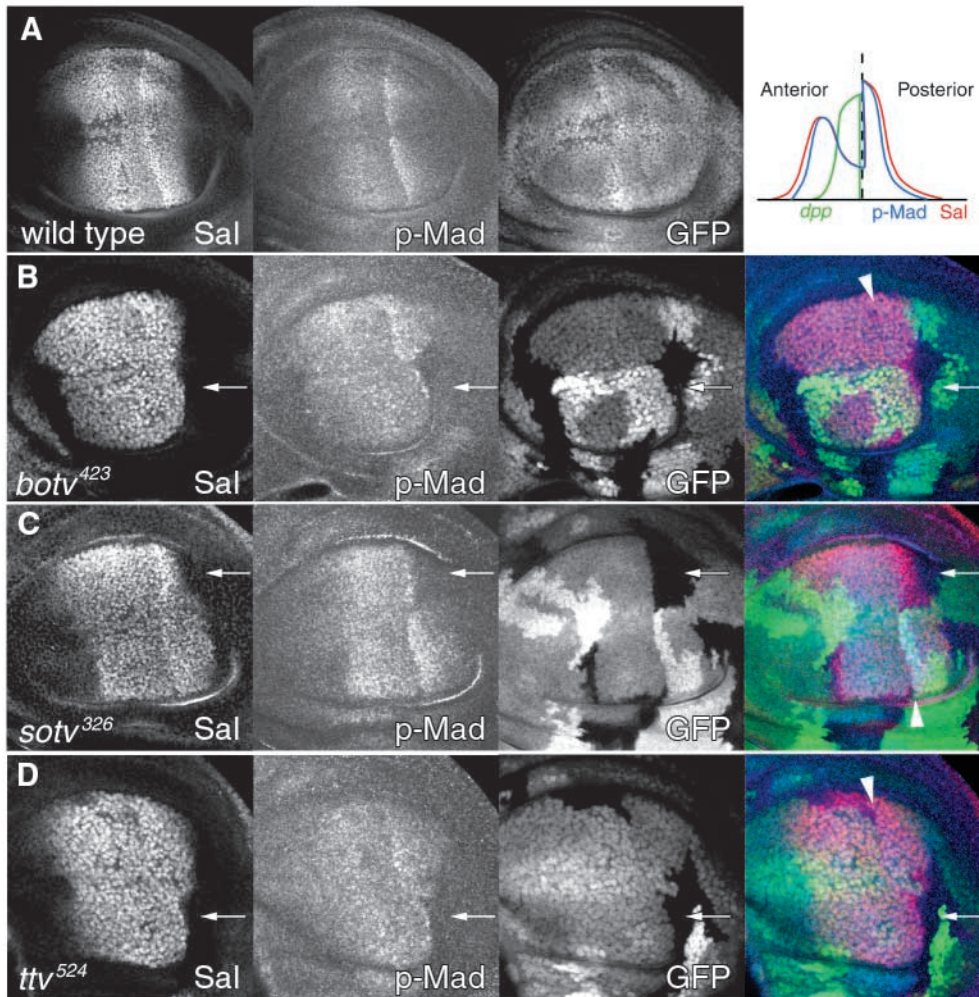 A
wild type Sal
p-Mad
GFP
Anterior Posterior
dpp p-Mad Sal
B
botv423 Sal
p-Mad
GFP
C
sotv326 Sal
p-Mad
GFP
D
ttv524 Sal
p-Mad
GFP